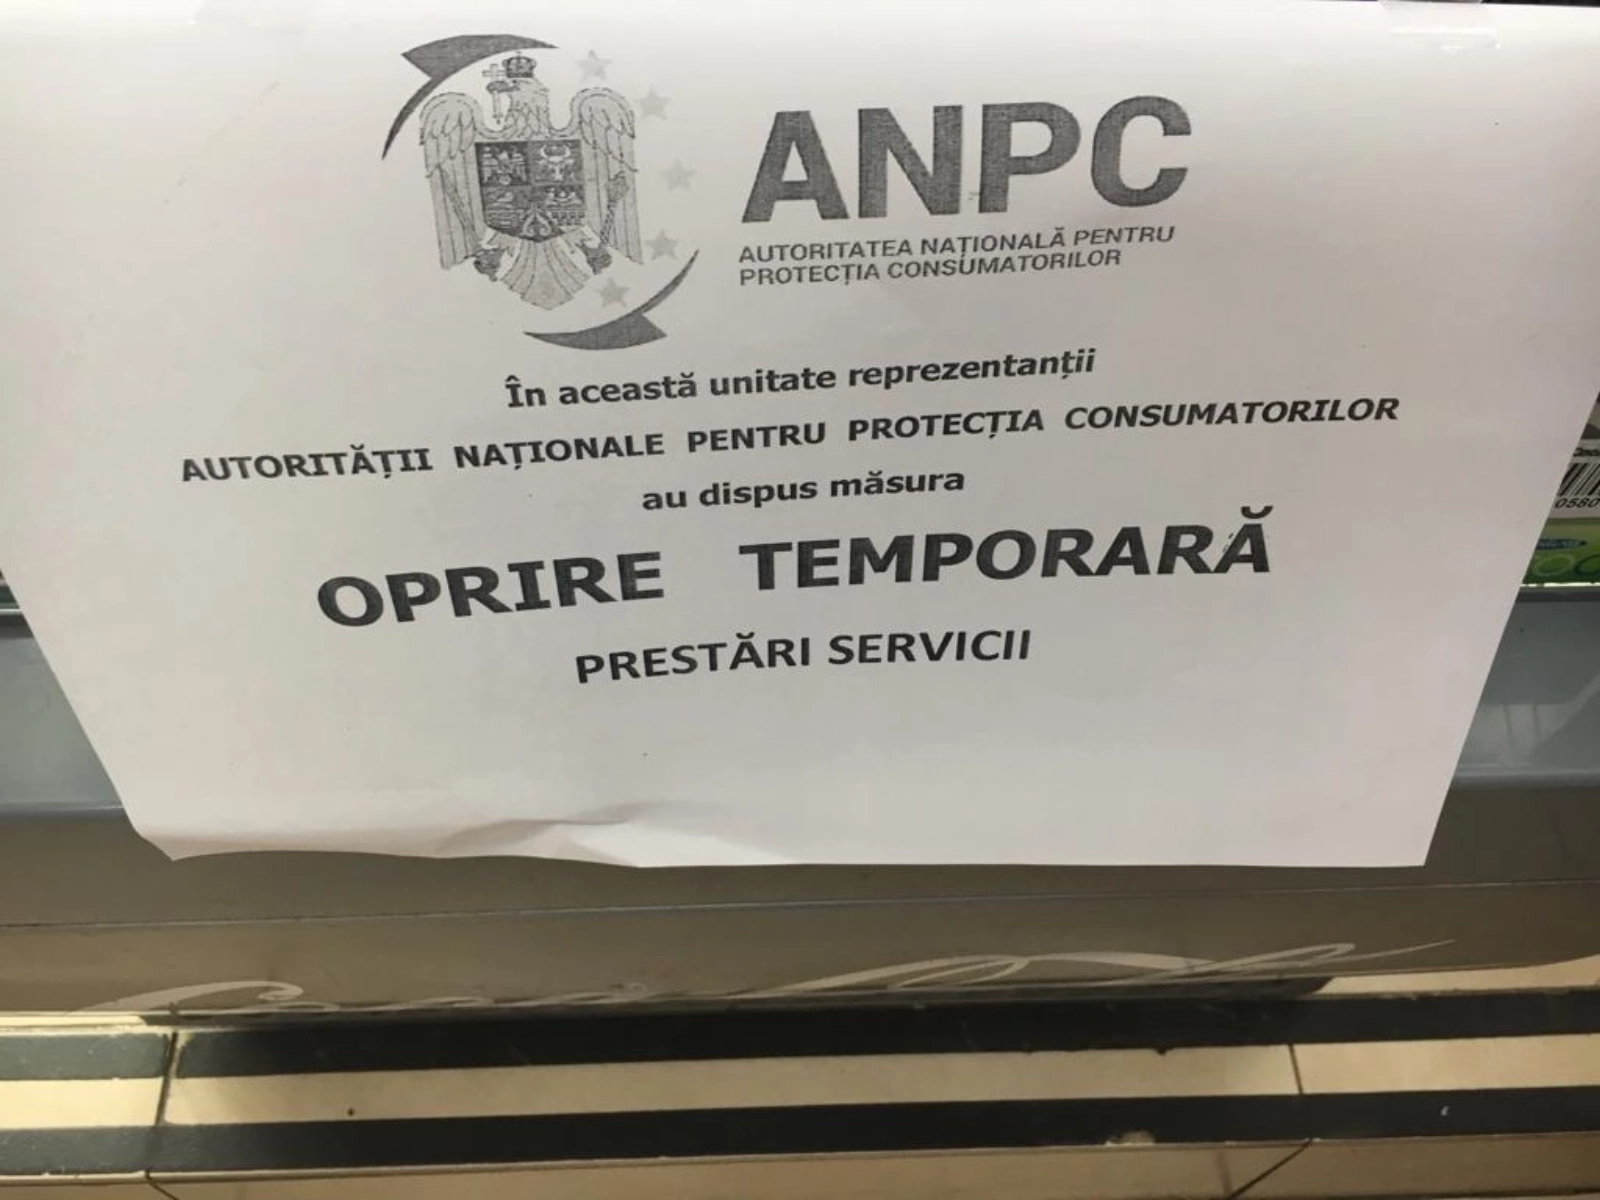 ANPC
AUTORITATEA NAȚIONALĂ PENTRU
PROTECȚIA CONSUMATORILOR
În această unitate reprezentanții
AUTORITĂȚII NAȚIONALE PENTRU PROTECȚIA CONSUMATORILOR
au dispus măsura
OPRIRE TEMPORARĂ
PRESTĂRI SERVICII
0580